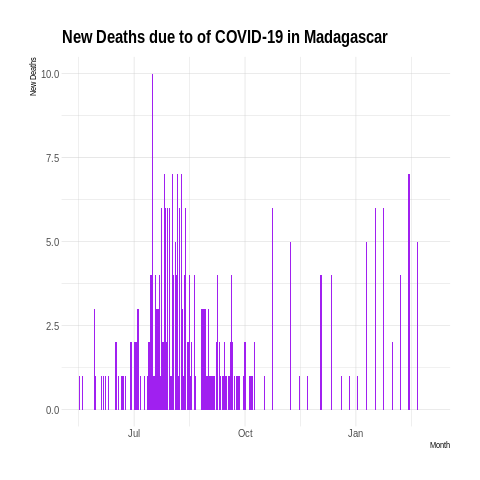 New Deaths due to of COVID-19 in Madagascar
New Deaths
10.0
7.5
5.0
2.5
0.0
Jul Oct Jan
Month